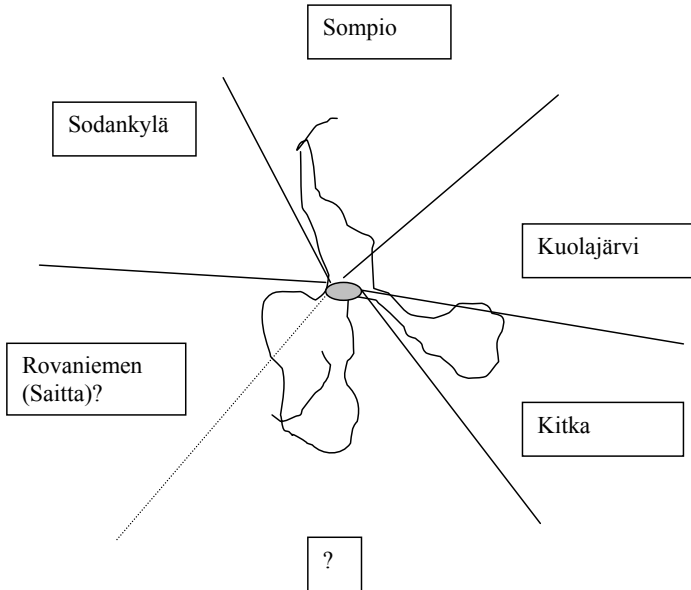 Sompio
Sodankylä
Kuolajärvi
Rovaniemen
(Saitta)?
Kitka
?